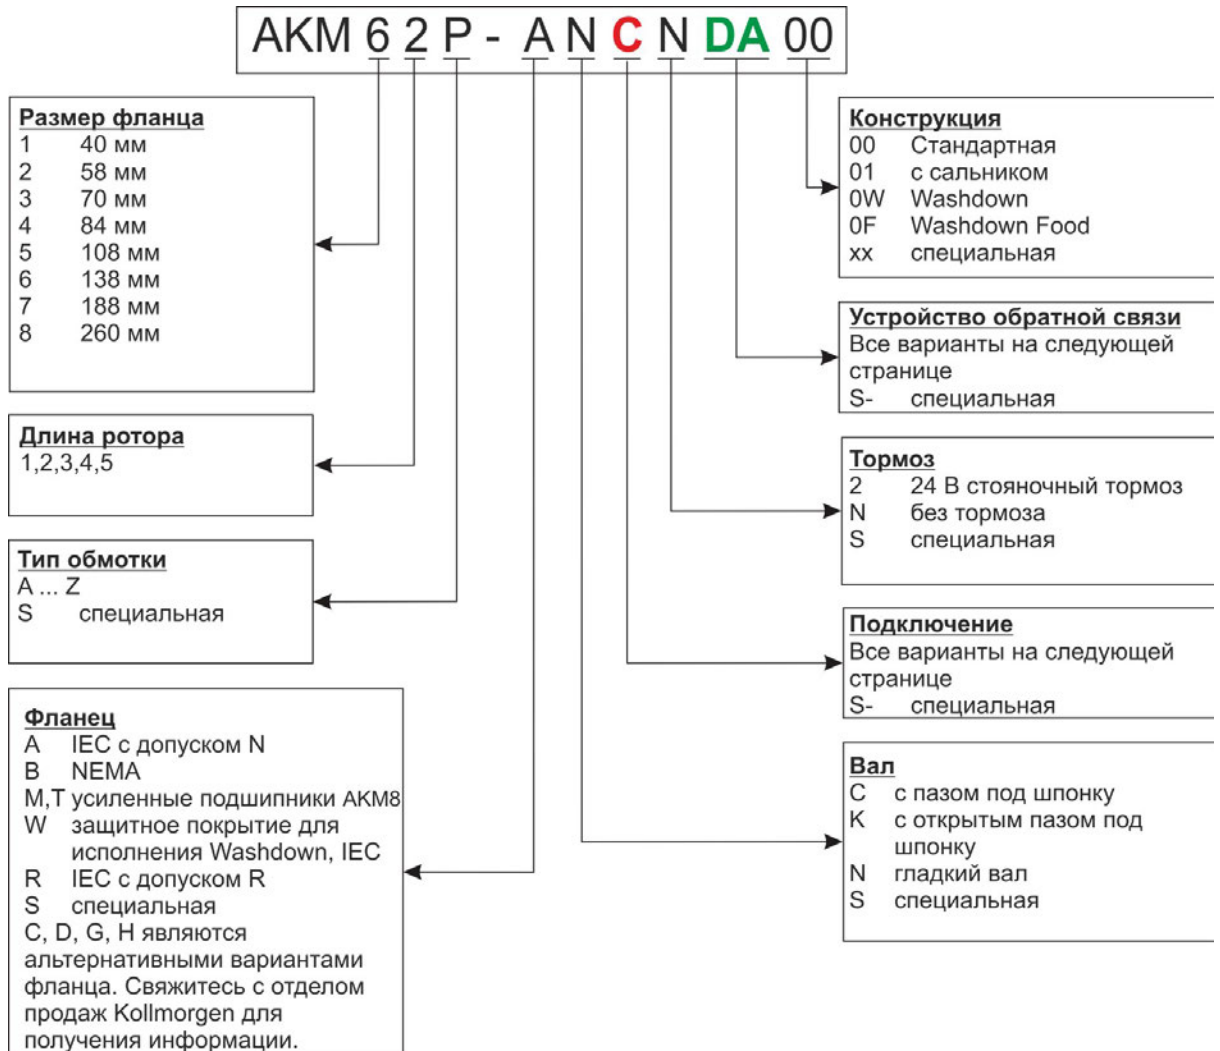 AKM 6 2 P - A N C N DA 00
Размер фланца
1 40 мм
2 58 мм
3 70 мм
4 84 мм
5 108 мм
6 138 мм
7 188 мм
8 260 мм
Длина ротора
1,2,3,4,5
Тип обмотки
A ... Z
S специальная
Фланец
A IEC с допуском N
B NEMA
M,T усиленные подшипники AKM8
W защитное покрытие для
исполнения Washdown, IEC
R IEC с допуском R
S специальная
C, D, G, H являются
альтернативными вариантами
фланца. Свяжитесь с отделом
продаж Kollmorgen для
получения информации.
Конструкция
00 Стандартная
01 с сальником
0W Washdown
0F Washdown Food
xx специальная
Устройство обратной связи
Все варианты на следующей
странице
S- специальная
Тормоз
2 24 В стояночный тормоз
N без тормоза
S специальная
Подключение
Все варианты на следующей
странице
S- специальная
Вал
C с пазом под шпонку
K с открытым пазом под
шпонку
N гладкий вал
S специальная